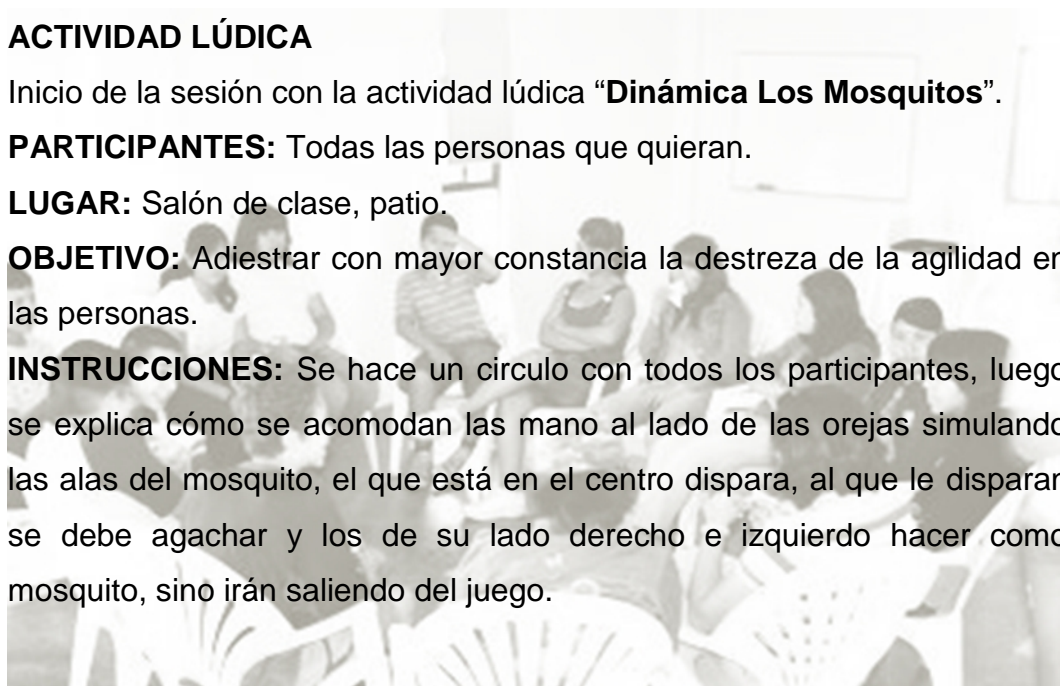 ACTIVIDAD LÚDICA
Inicio de la sesión con la actividad lúdica “Dinámica Los Mosquitos”.
PARTICIPANTES: Todas las personas que quieran.
LUGAR: Salón de clase, patio.
OBJETIVO: Adiestrar con mayor constancia la destreza de la agilidad en
las personas.
INSTRUCCIONES: Se hace un circulo con todos los participantes, luego
se explica cómo se acomodan las mano al lado de las orejas simulando
las alas del mosquito, el que está en el centro dispara, al que le disparan
se debe agachar y los de su lado derecho e izquierdo hacer como
mosquito, sino irán saliendo del juego.